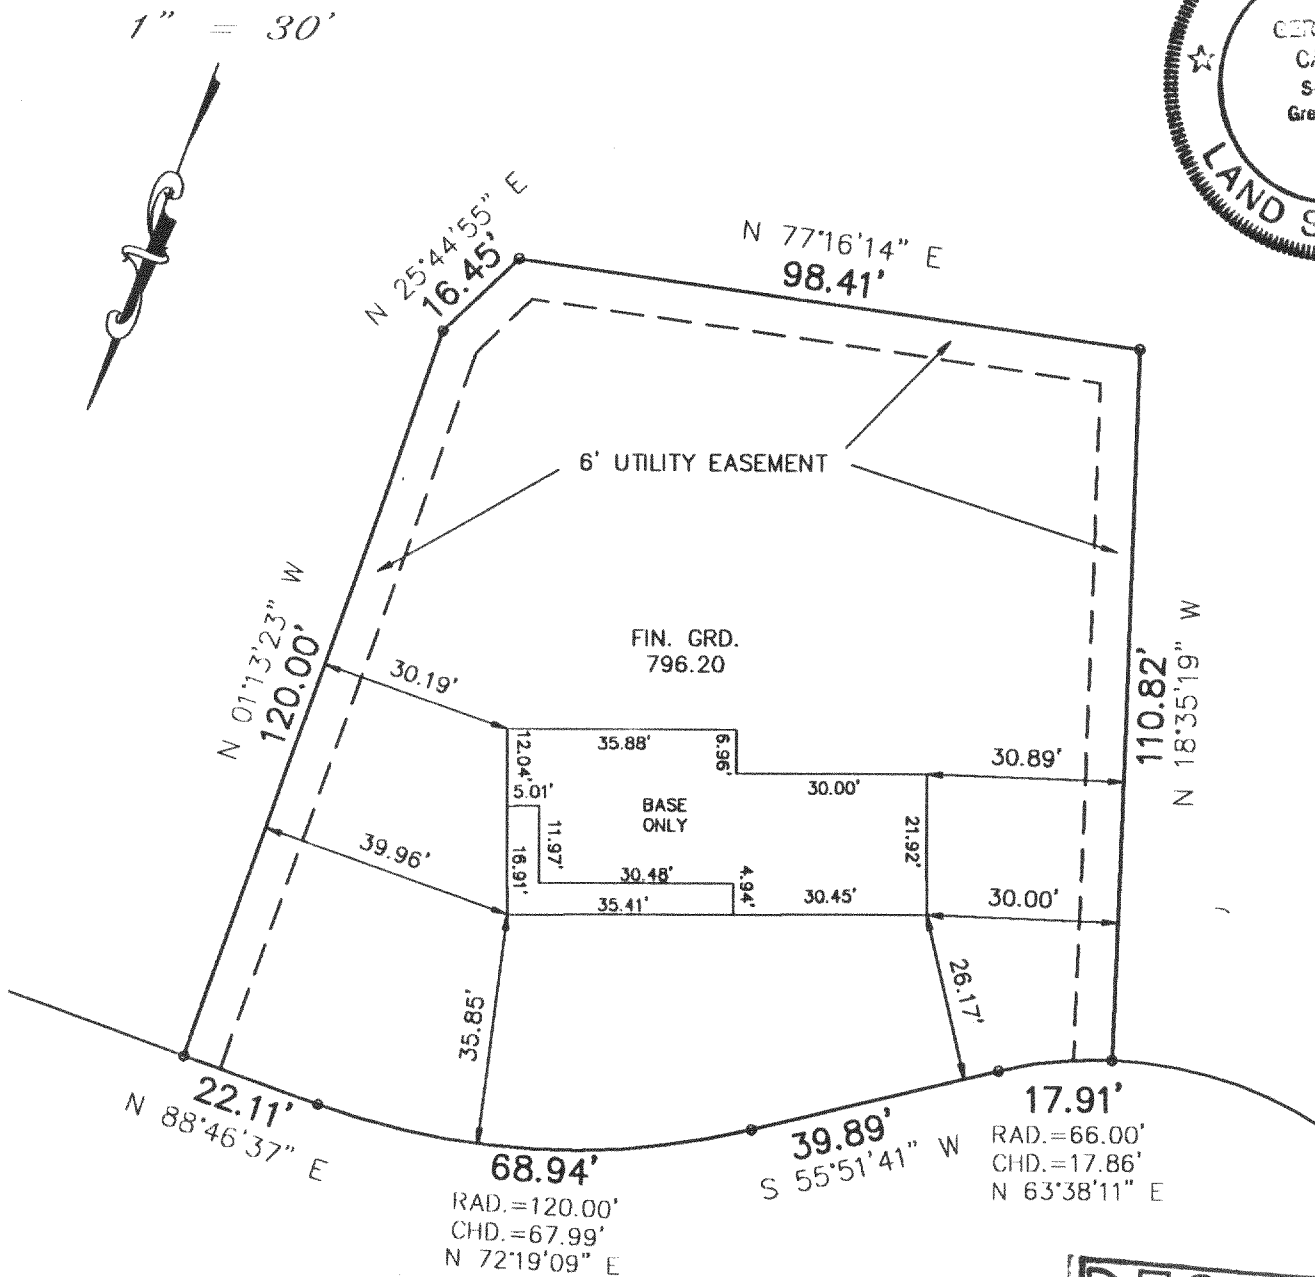 1" = 30'
LAND S
N 25°44'55" E
16.45'
N 77°16'14" E
98.41'
6' UTILITY EASEMENT
N 01°13'23" W
120.00'
FIN. GRD.
796.20
110.82'
N 18°35'19" W
30.19'
35.88'
6.96'
12.04'
5.01'
30.00'
30.89'
BASE
ONLY
39.96'
16.91'
11.97'
30.48'
4.94'
21.92'
35.41'
30.45'
30.00'
35.85'
26.17'
22.11'
N 88°46'37" E
68.94'
RAD.=120.00'
CHD.=67.99'
N 72°19'09" E
39.89'
S 55°51'41" W
17.91'
RAD.=66.00'
CHD.=17.86'
N 63°38'11" E